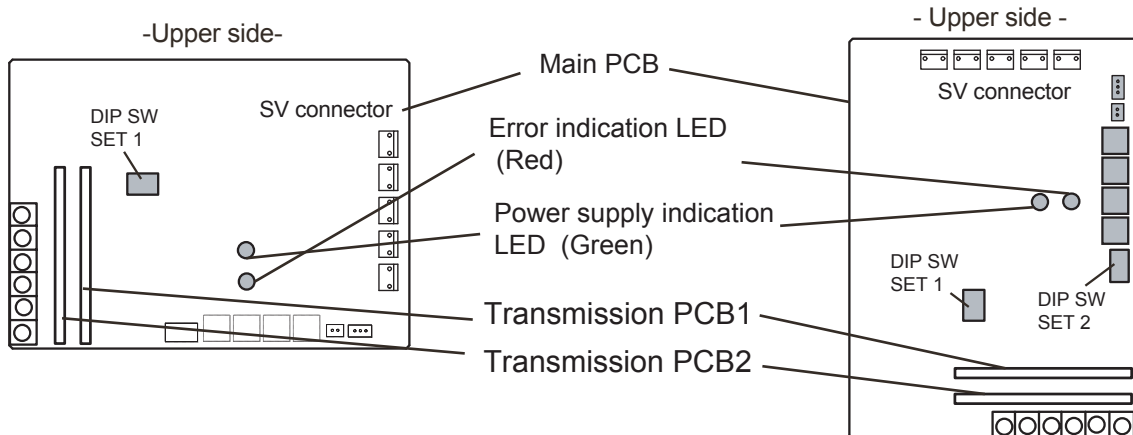 -Upper side-
DIP SW
SET 1
SV connector
Main PCB
Error indication LED
(Red)
Power supply indication
LED (Green)
Transmission PCB1
Transmission PCB2
- Upper side -
SV connector
DIP SW
SET 1
DIP SW
SET 2